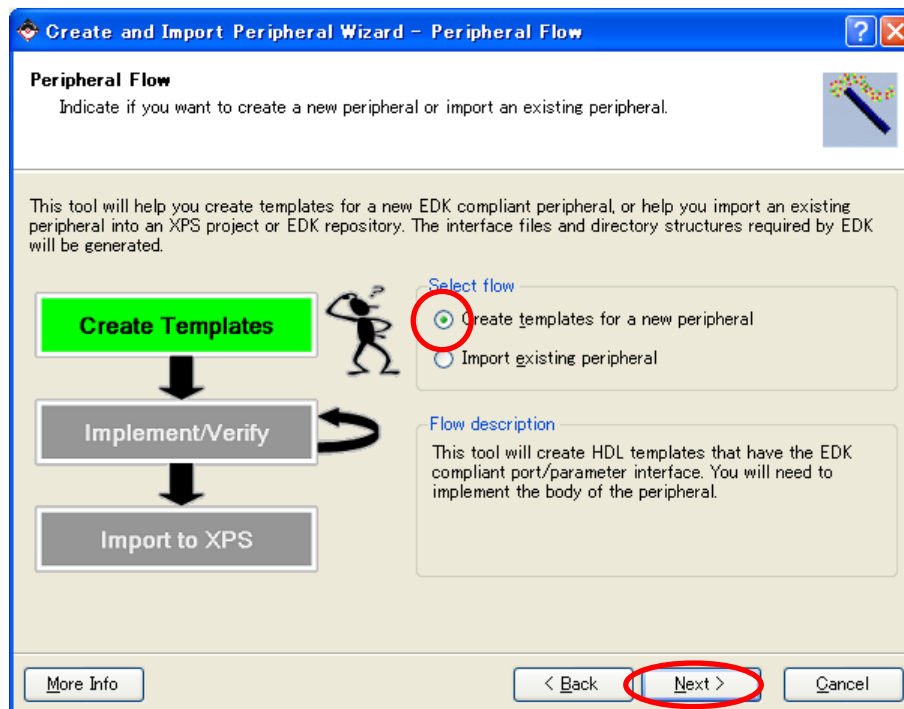 Create and Import Peripheral Wizard - Peripheral Flow
Peripheral Flow
Indicate if you want to create a new peripheral or import an existing peripheral.
This tool will help you create templates for a new EDK compliant peripheral, or help you import an existing
peripheral into an XPS project or EDK repository. The interface files and directory structures required by EDK
will be generated.
Create Templates
Implement/Verify
Import to XPS
Select flow
Create templates for a new peripheral
Import existing peripheral
Flow description
This tool will create HDL templates that have the EDK
compliant port/parameter interface. You will need to
implement the body of the peripheral.
More Info
< Back
Next >
Cancel